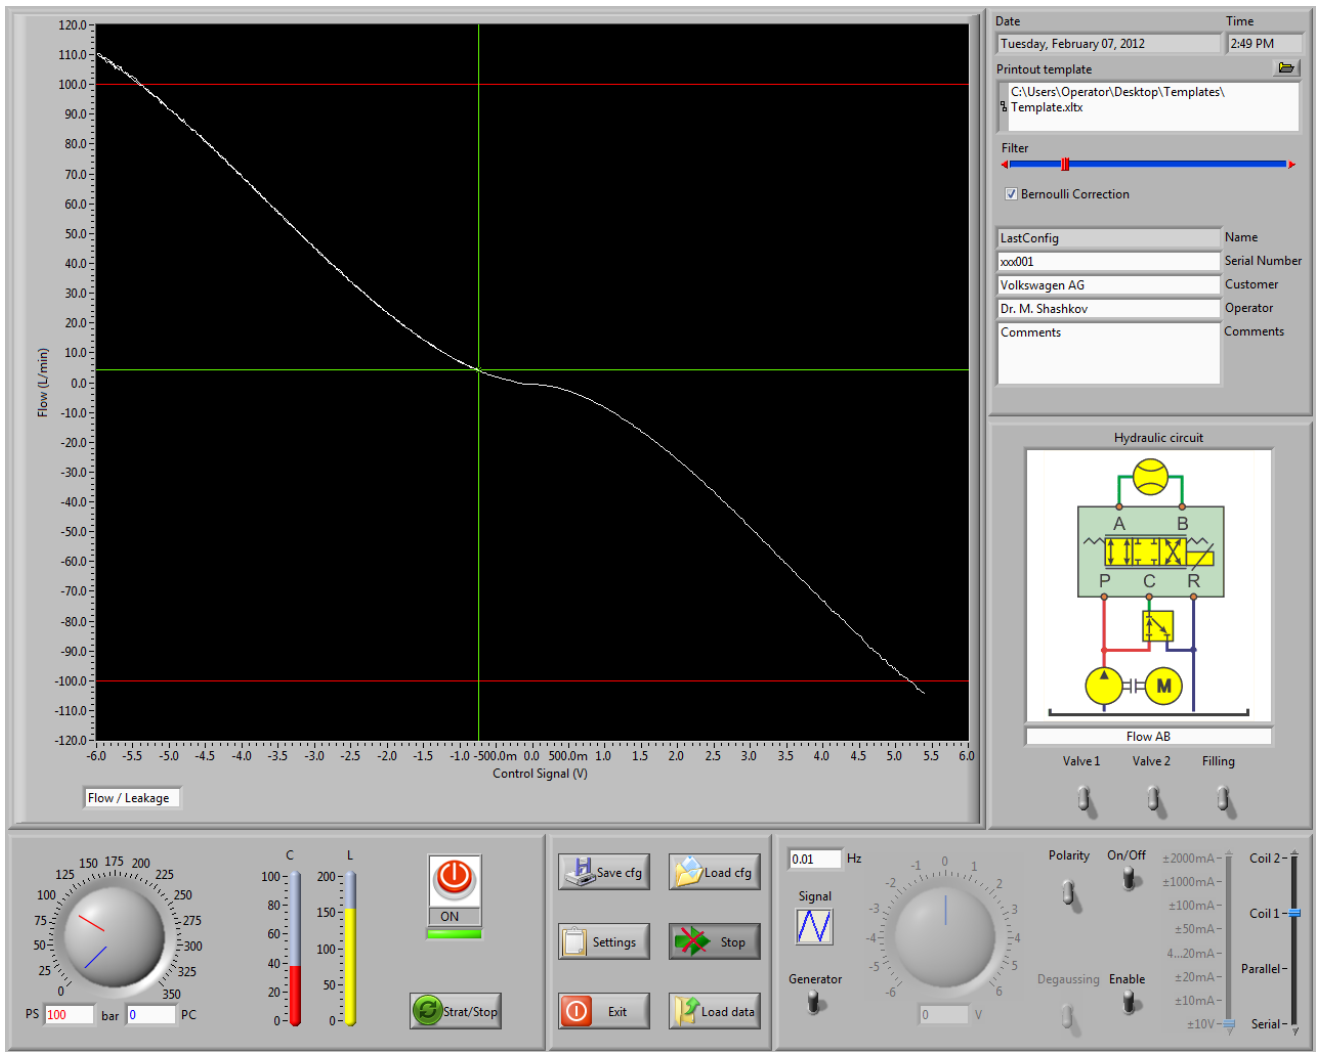 120.0
110.0
100.0
90.0
80.0
70.0
60.0
50.0
40.0
30.0
20.0
10.0
0.0
-10.0
-20.0
-30.0
-40.0
-50.0
-60.0
-70.0
-80.0
-90.0
-100.0
-110.0
-120.0
Flow (L/min)
-6.0 -5.5 -5.0 -4.5 -4.0 -3.5 -3.0 -2.5 -2.0 -1.5 -1.0 -500.0m 0.0 500.0m 1.0 1.5 2.0 2.5 3.0 3.5 4.0 4.5 5.0 5.5 6.0
Control Signal (V)
Flow / Leakage
Date Time
Tuesday, February 07, 2012 2:49 PM
Printout template
C:\Users\Operator\Desktop\Templates\
Template.xltx
Filter
Bernoulli Correction
LastConfig Name
xxx001 Serial Number
Volkswagen AG Customer
Dr. M. Shashkov Operator
Comments Comments
Hydraulic circuit
A B
P C R
M
Flow AB
Valve 1 Valve 2 Filling
0 25 50 75 100 125 150 175 200 225 250 275 300 325 350
PS 100 bar 0 PC
C L
100 200
80 150
60 100
40 50
20 0
0
ON
Strat/Stop
Save cfg Load cfg
Settings Stop
Exit Load data
0.01 Hz
Signal
Generator
-6 -5 -4 -3 -2 -1 0 1 2 3 4 5 6
0 V
Polarity On/Off
Degaussing Enable
±2000mA
±1000mA
±100mA
±50mA
4...20mA
±20mA
±10mA
±10V
Coil 2
Coil 1
Parallel
Serial